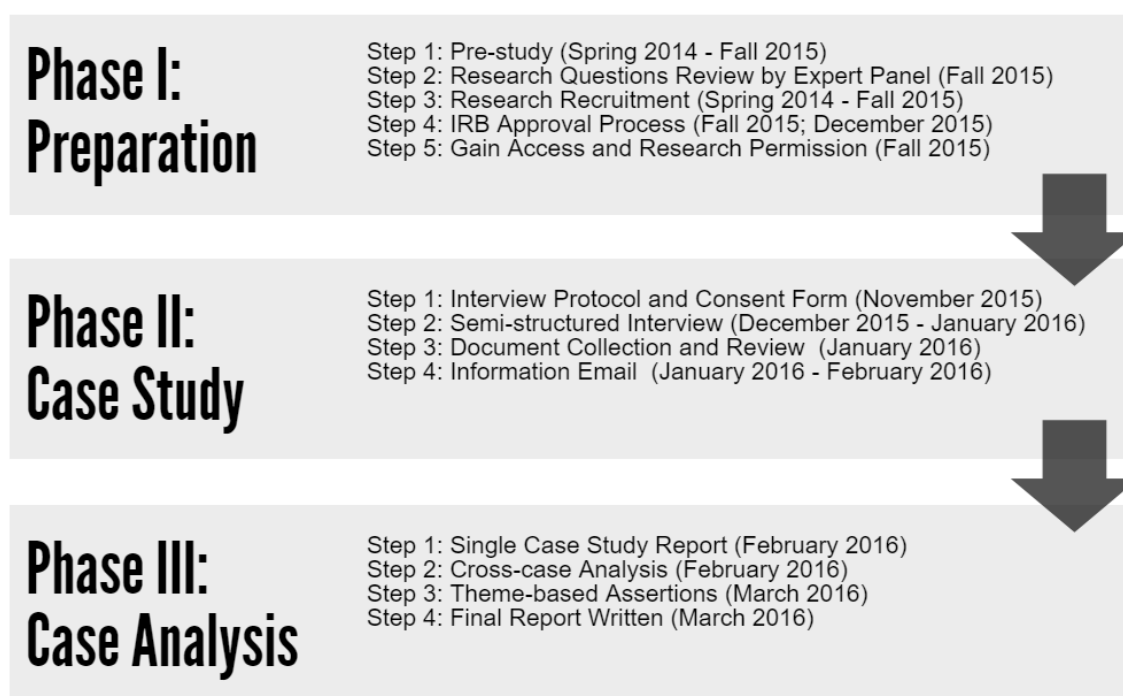 Phase I:
Preparation
Step 1: Pre-study (Spring 2014 - Fall 2015)
Step 2: Research Questions Review by Expert Panel (Fall 2015)
Step 3: Research Recruitment (Spring 2014 - Fall 2015)
Step 4: IRB Approval Process (Fall 2015; December 2015)
Step 5: Gain Access and Research Permission (Fall 2015)
Phase II:
Case Study
Step 1: Interview Protocol and Consent Form (November 2015)
Step 2: Semi-structured Interview (December 2015 - January 2016)
Step 3: Document Collection and Review  (January 2016)
Step 4: Information Email  (January 2016 - February 2016)
Phase III:
Case Analysis
Step 1: Single Case Study Report (February 2016)
Step 2: Cross-case Analysis (February 2016)
Step 3: Theme-based Assertions (March 2016)
Step 4: Final Report Written (March 2016)